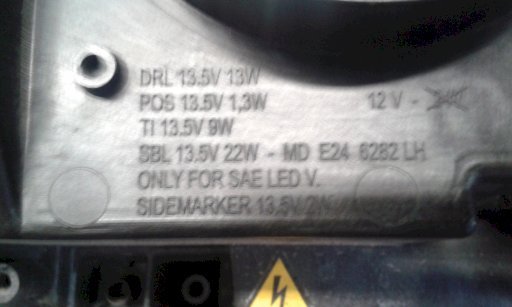 DRL 13.5V 13W
POS 13.5V 1,3W 12 V -
TI 13.5V 9W
SBL 13.5V 22W - MD E24 6282 LH
ONLY FOR SAE LED V.
SIDEMARKER 13,5V 2W